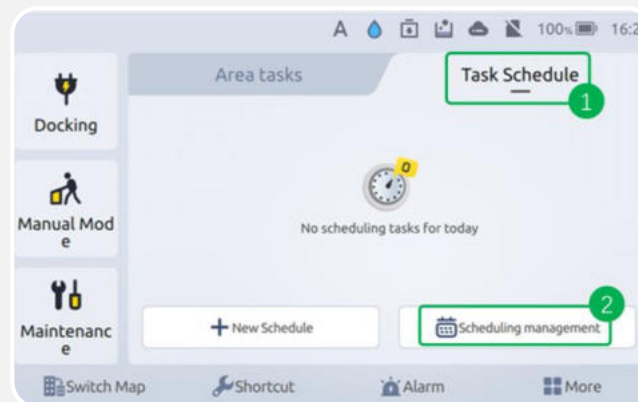 A 100% 16:2
Area tasks Task Schedule
1
Docking
Manual Mod
e
0
No scheduling tasks for today
2
Maintenanc
e
New Schedule Scheduling management
Switch Map Shortcut Alarm More